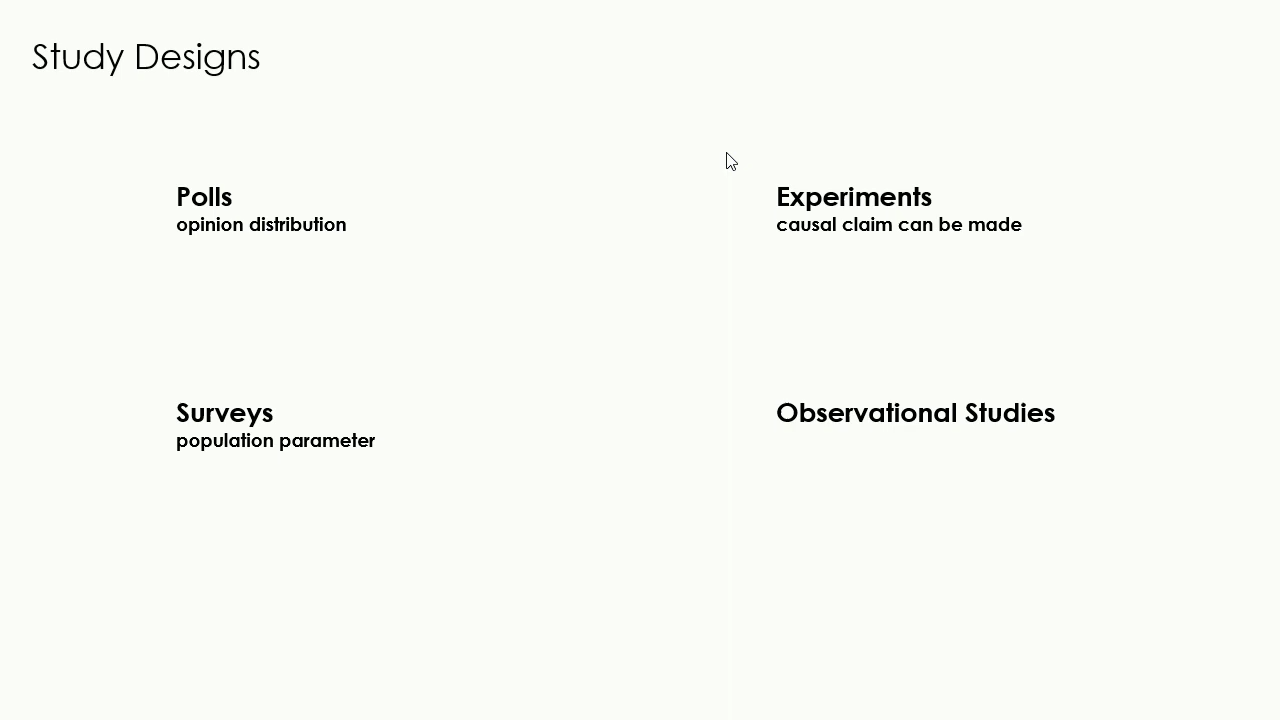 Study Designs
Polls
opinion distribution
Experiments
causal claim can be made
Surveys
population parameter
Observational Studies